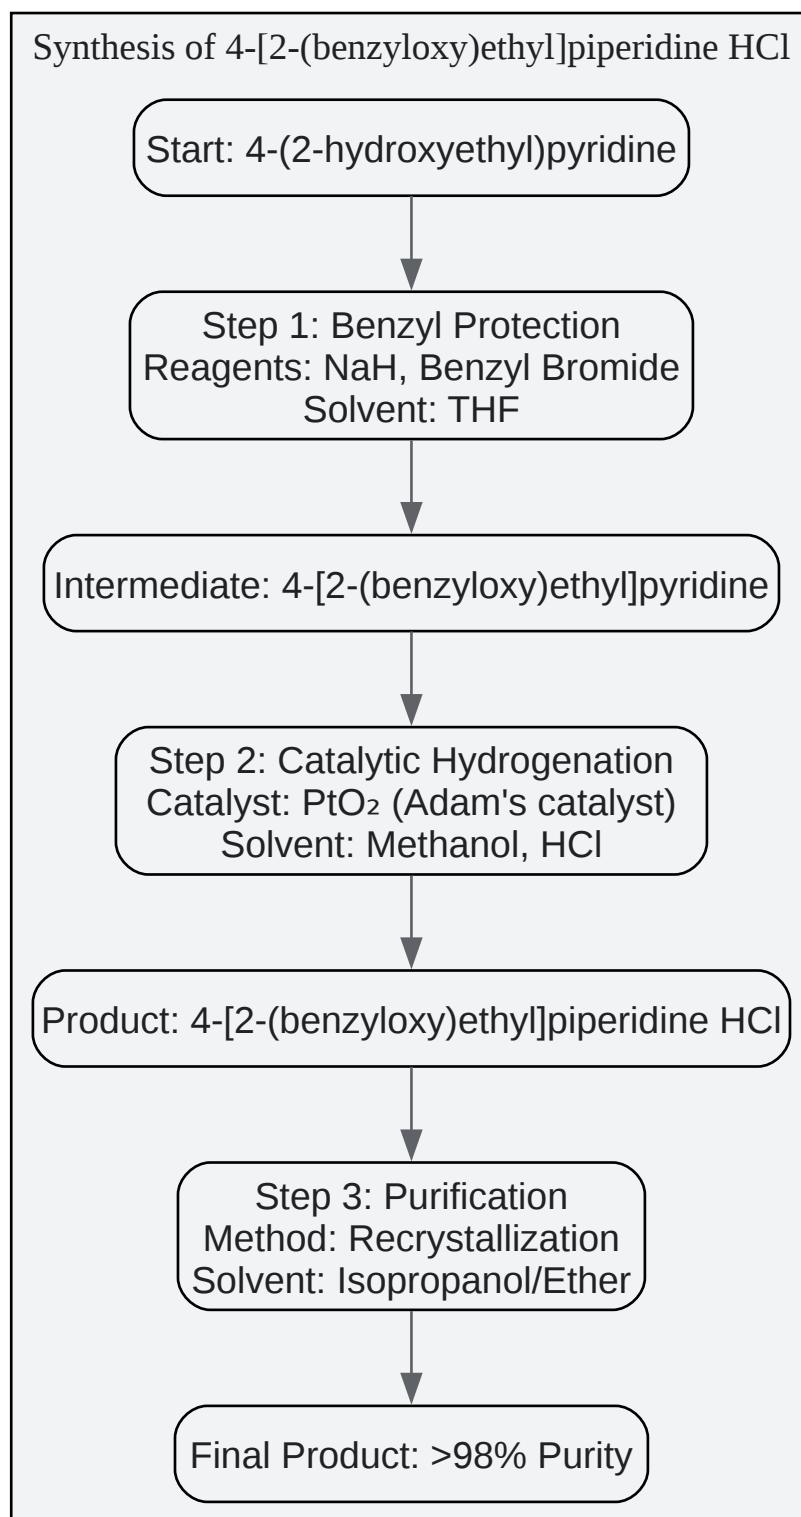 Synthesis of 4-[2-(benzyloxy)ethyl]piperidine HCl
Start: 4-(2-hydroxyethyl)pyridine
Step 1: Benzyl Protection
Reagents: NaH, Benzyl Bromide
Solvent: THF
Intermediate: 4-[2-(benzyloxy)ethyl]pyridine
Step 2: Catalytic Hydrogenation
Catalyst: PtO₂ (Adam's catalyst)
Solvent: Methanol, HCl
Product: 4-[2-(benzyloxy)ethyl]piperidine HCl
Step 3: Purification
Method: Recrystallization
Solvent: Isopropanol/Ether
Final Product: >98% Purity